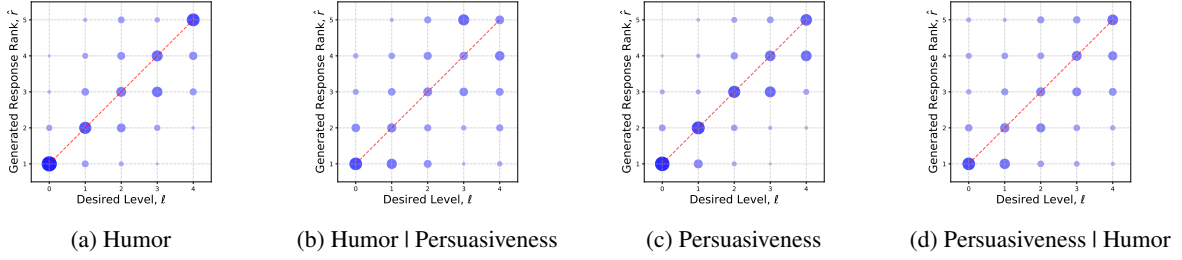 Generated Response Rank, r̂
5
4
3
2
1
0 1 2 3 4
Desired Level, ℓ
(a) Humor
Generated Response Rank, r̂
5
4
3
2
1
0 1 2 3 4
Desired Level, ℓ
(b) Humor | Persuasiveness
Generated Response Rank, r̂
5
4
3
2
1
0 1 2 3 4
Desired Level, ℓ
(c) Persuasiveness
Generated Response Rank, r̂
5
4
3
2
1
0 1 2 3 4
Desired Level, ℓ
(d) Persuasiveness | Humor